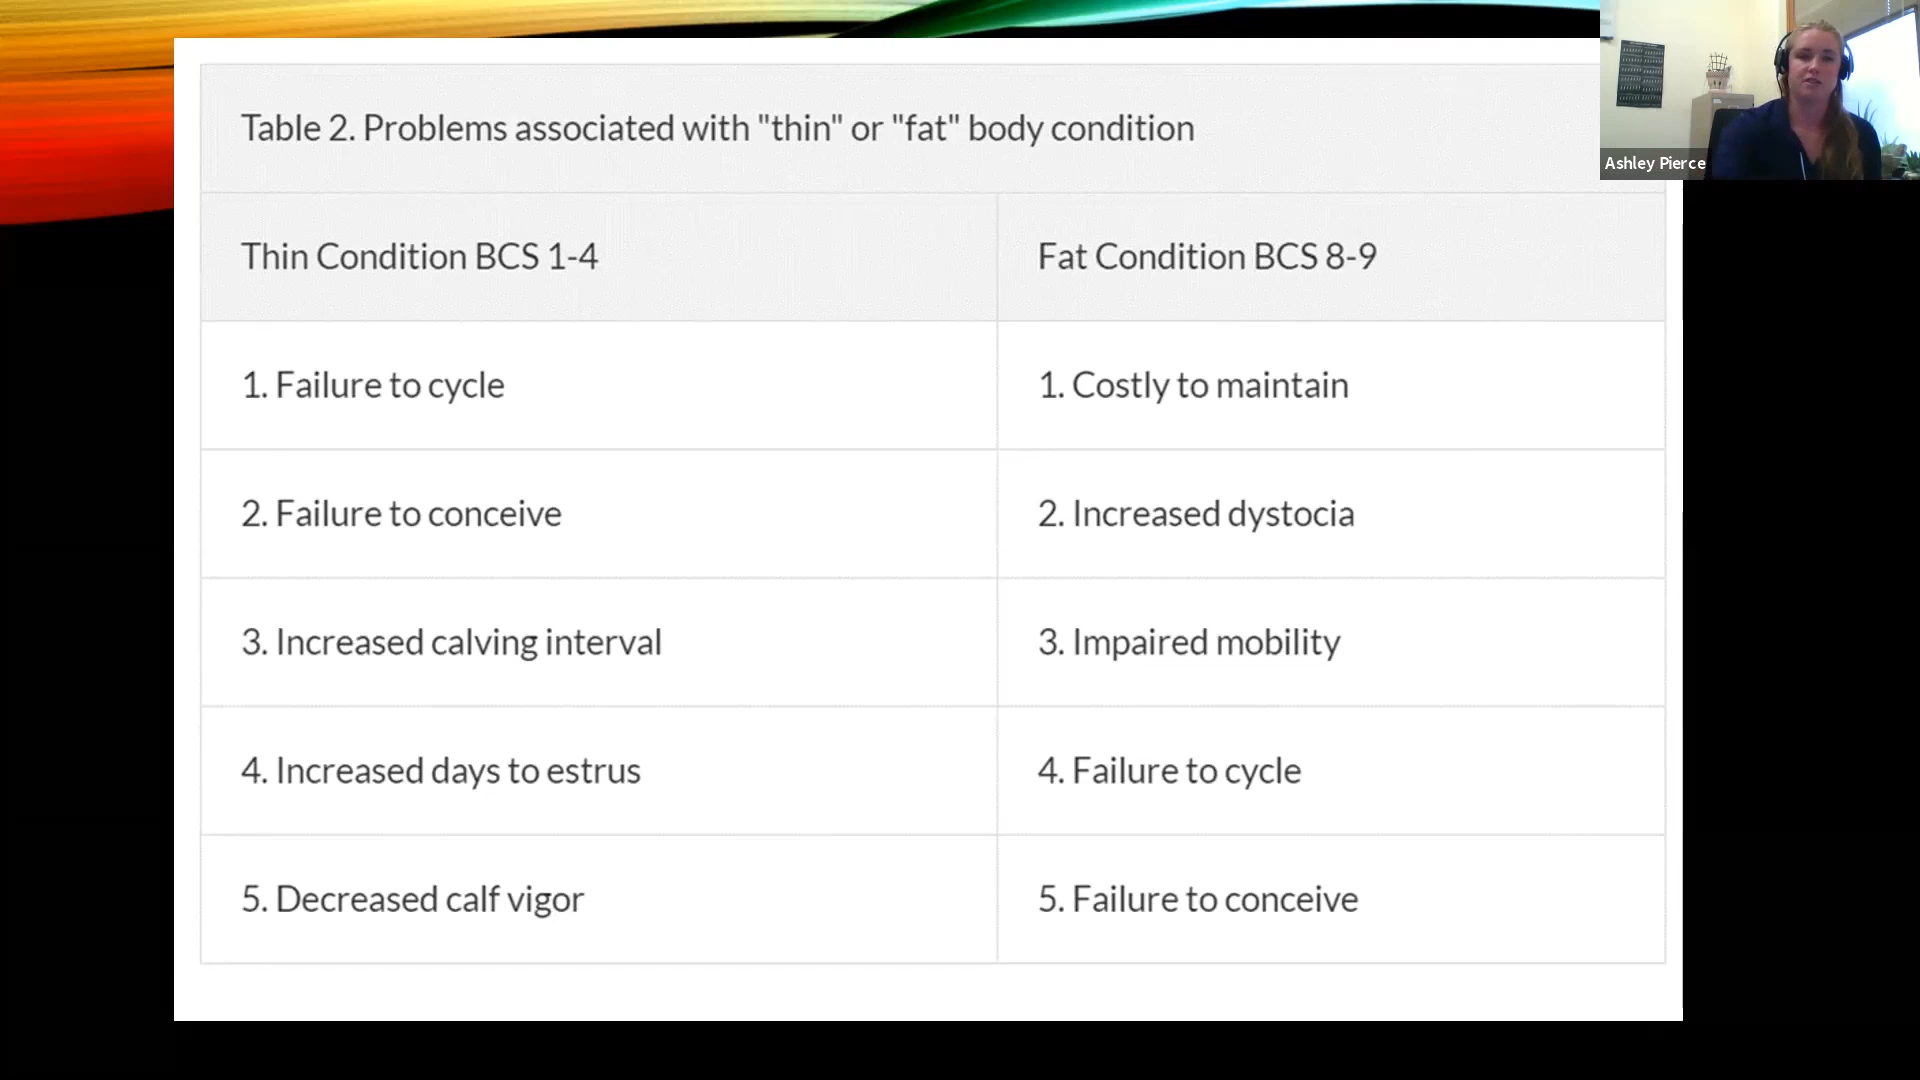 Table 2. Problems associated with "thin" or "fat" body condition
Thin Condition BCS 1-4
Fat Condition BCS 8-9
1. Failure to cycle
1. Costly to maintain
2. Failure to conceive
2. Increased dystocia
3. Increased calving interval
3. Impaired mobility
4. Increased days to estrus
4. Failure to cycle
5. Decreased calf vigor
5. Failure to conceive
Ashley Pierce